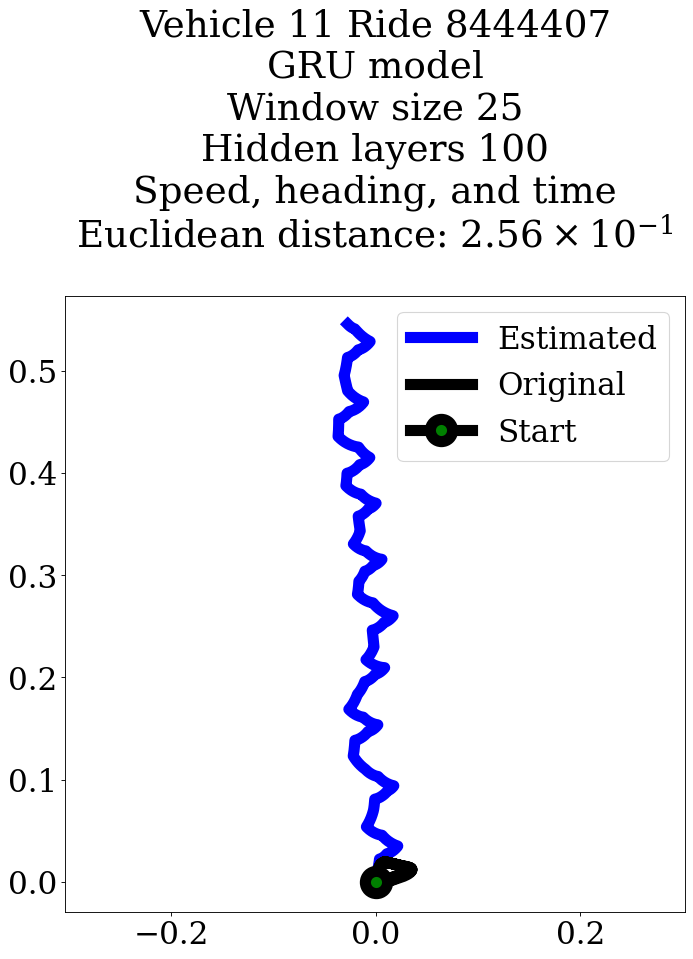 Vehicle 11 Ride 8444407
GRU model
Window size 25
Hidden layers 100
Speed, heading, and time
Euclidean distance: 2.56 × 10⁻¹
Estimated
Original
Start
0.5
0.4
0.3
0.2
0.1
0.0
−0.2 0.0 0.2